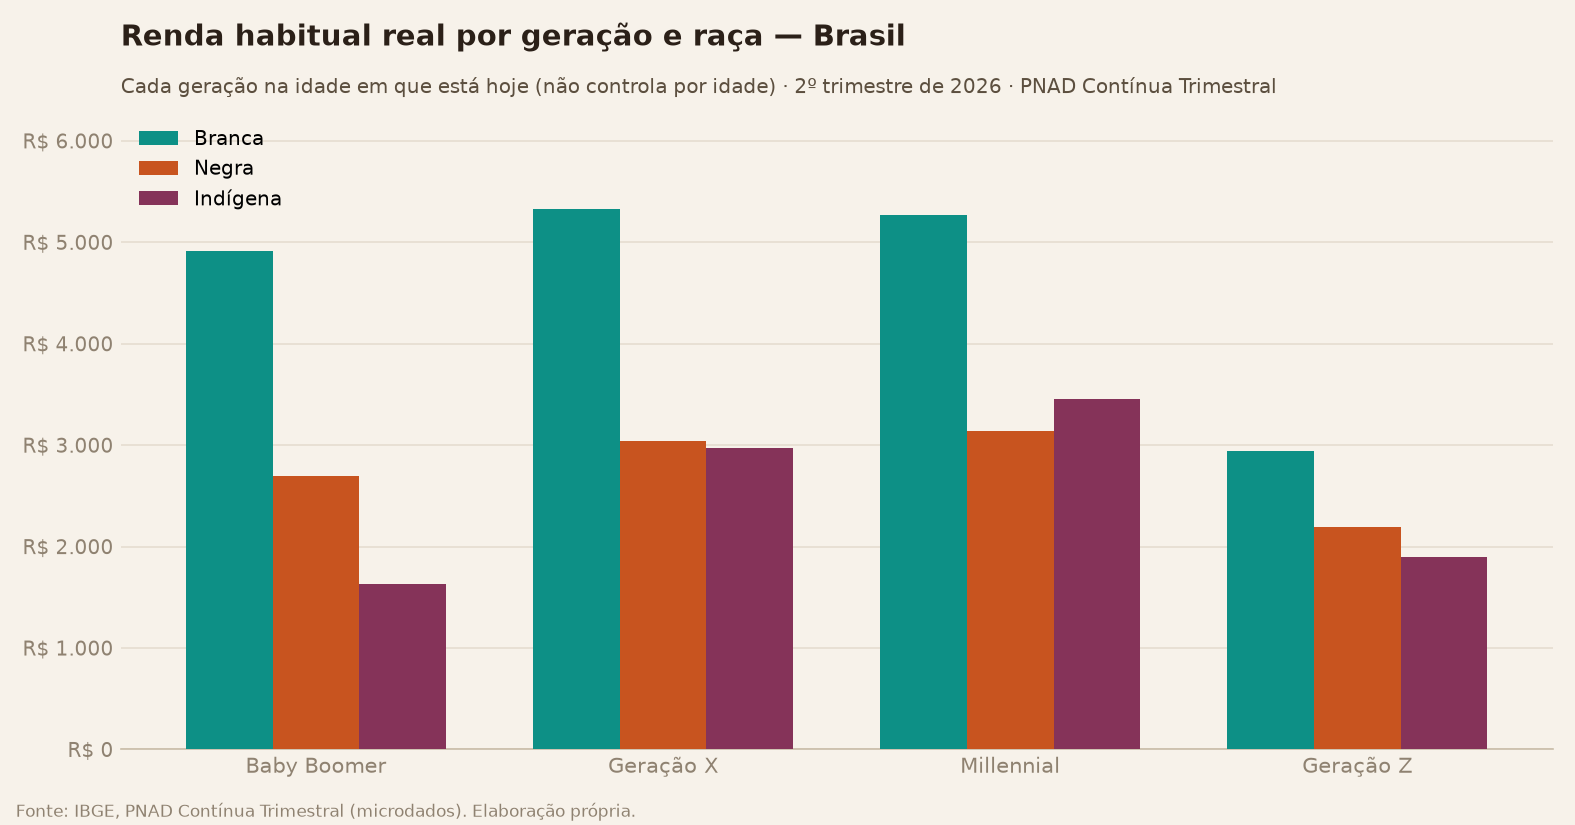 Renda habitual real por geração e raça — Brasil
Cada geração na idade em que está hoje (não controla por idade) · 2º trimestre de 2026 · PNAD Contínua Trimestral
R$ 6.000
Branca
Negra
Indígena
R$ 5.000
R$ 4.000
R$ 3.000
R$ 2.000
R$ 1.000
R$ 0
Baby Boomer
Geração X
Millennial
Geração Z
Fonte: IBGE, PNAD Contínua Trimestral (microdados). Elaboração própria.